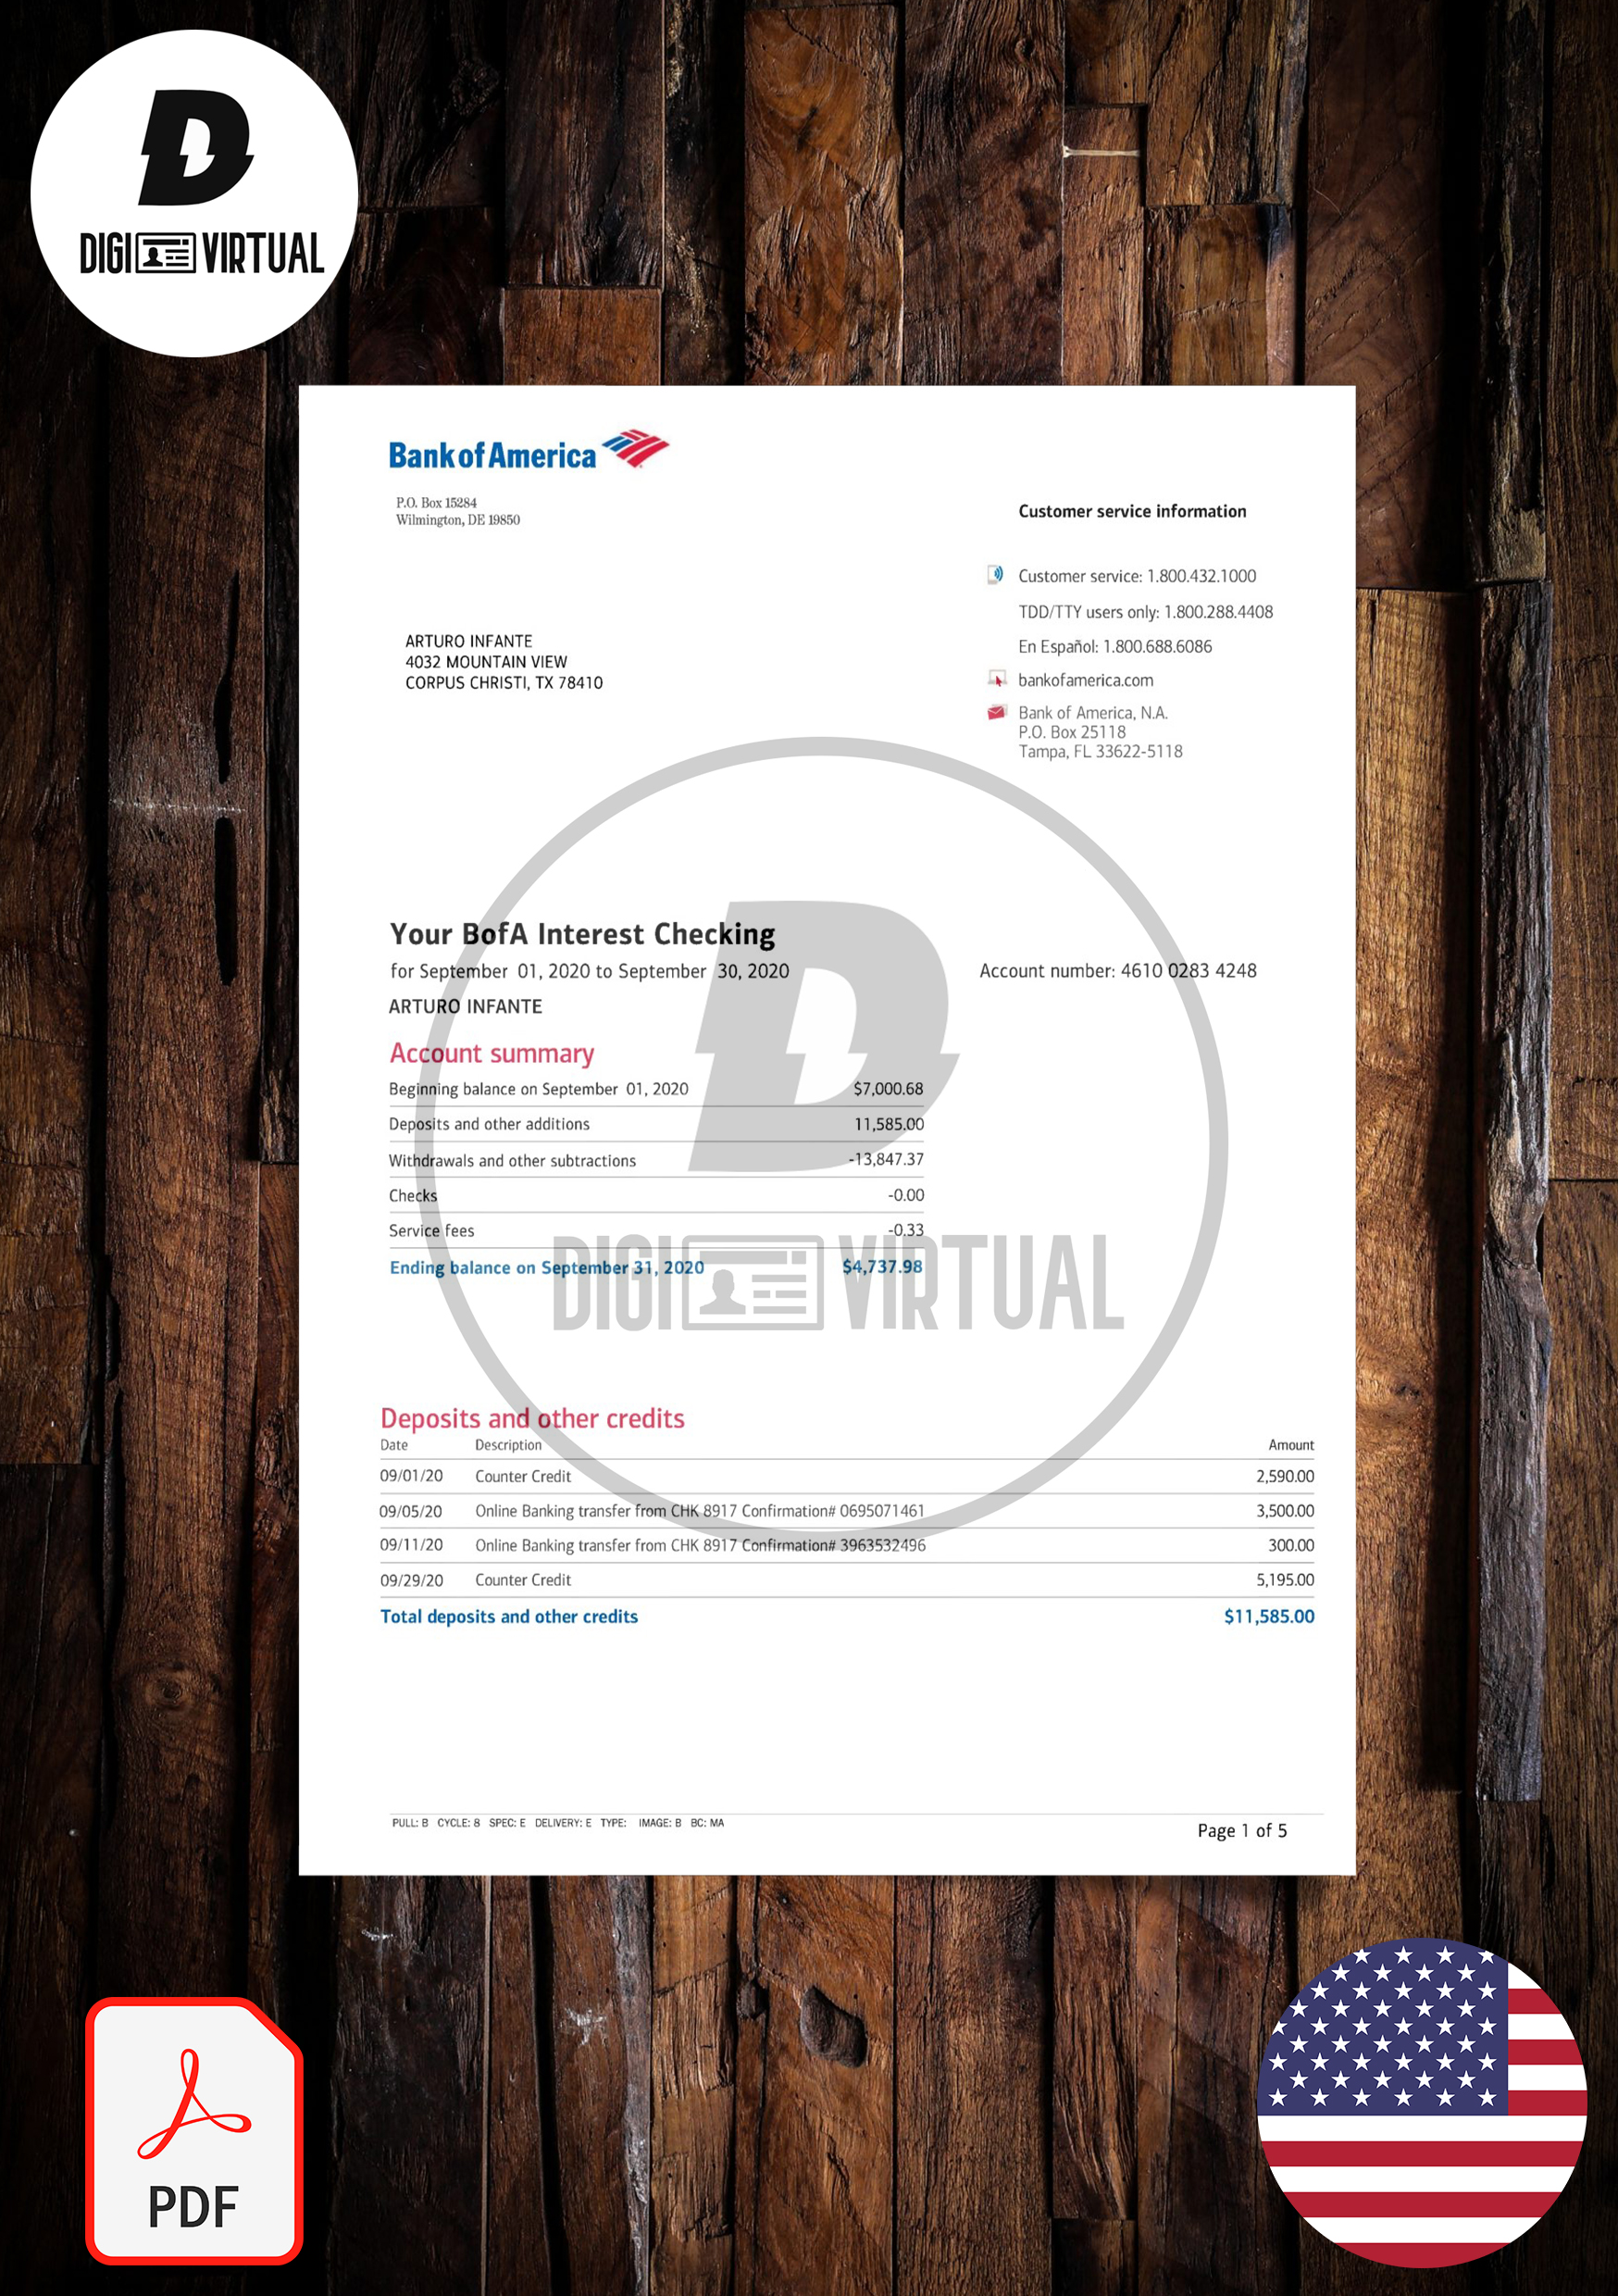 D
DIGI VIRTUAL
Bank of America
P.O. Box 15284
Wilmington, DE 19850
Customer service information
Customer service: 1.800.432.1000
TDD/TTY users only: 1.800.288.4408
En Español: 1.800.688.6086
bankofamerica.com
Bank of America, N.A.
P.O. Box 25118
Tampa, FL 33622-5118
ARTURO INFANTE
4032 MOUNTAIN VIEW
CORPUS CHRISTI, TX 78410
Your BofA Interest Checking
for September 01, 2020 to September 30, 2020
Account number: 4610 0283 4248
ARTURO INFANTE
Account summary
Beginning balance on September 01, 2020 $7,000.68
Deposits and other additions 11,585.00
Withdrawals and other subtractions -13,847.37
Checks -0.00
Service fees -0.33
Ending balance on September 31, 2020 $4,737.98
D
DIGI VIRTUAL
Deposits and other credits
Date Description Amount
09/01/20 Counter Credit 2,590.00
09/05/20 Online Banking transfer from CHK 8917 Confirmation# 0695071461 3,500.00
09/11/20 Online Banking transfer from CHK 8917 Confirmation# 3963532496 300.00
09/29/20 Counter Credit 5,195.00
Total deposits and other credits $11,585.00
PULL: B CYCLE: 8 SPEC: E DELIVERY: E TYPE: IMAGE: B BC: MA
Page 1 of 5
PDF